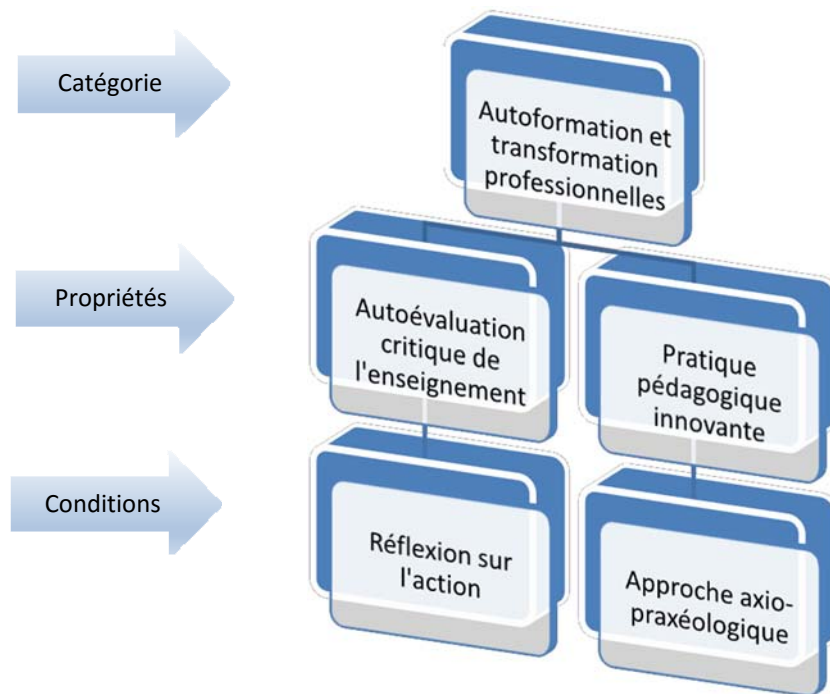 Catégorie
Autoformation et
transformation
professionnelles
Propriétés
Autoévaluation
critique de
l'enseignement
Pratique
pédagogique
innovante
Conditions
Réflexion sur
l'action
Approche axio-
praxéologique